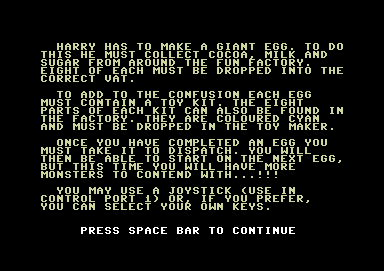 HARRY HAS TO MAKE A GIANT EGG. TO DO
THIS HE MUST COLLECT COCOA, MILK AND
SUGAR FROM AROUND THE FUN FACTORY.
EIGHT OF EACH MUST BE DROPPED INTO THE
CORRECT VAT.
TO ADD TO THE CONFUSION EACH EGG
MUST CONTAIN A TOY KIT. THE EIGHT
PARTS OF EACH KIT CAN ALSO BE FOUND IN
THE FACTORY. THEY ARE COLOURED CYAN
AND MUST BE DROPPED IN THE TOY MAKER.
ONCE YOU HAVE COMPLETED AN EGG YOU
MUST TAKE IT TO DISPATCH. YOU WILL
THEN BE ABLE TO START ON THE NEXT EGG,
BUT THIS TIME YOU WILL HAVE MORE
MONSTERS TO CONTEND WITH...!!!
YOU MAY USE A JOYSTICK (USE IN
CONTROL PORT 1) OR, IF YOU PREFER,
YOU CAN SELECT YOUR OWN KEYS.
PRESS SPACE BAR TO CONTINUE